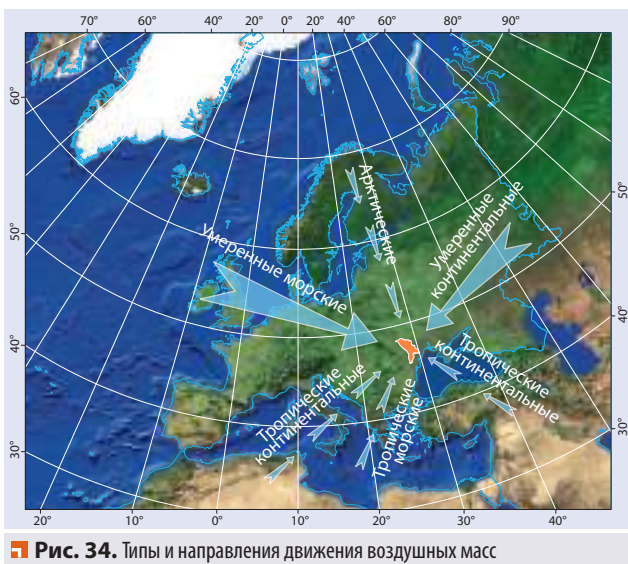 70° 60° 40° 20° 0° 20° 40° 60° 80° 90°
60°
50°
40°
30°
50°
40°
30°
Арктические
Умеренные
континентальные
Умеренные морские
Тропические
континентальные
Тропические
континентальные
Тропические
морские
20° 10° 0° 10° 20° 30° 40°
Рис. 34. Типы и направления движения воздушных масс